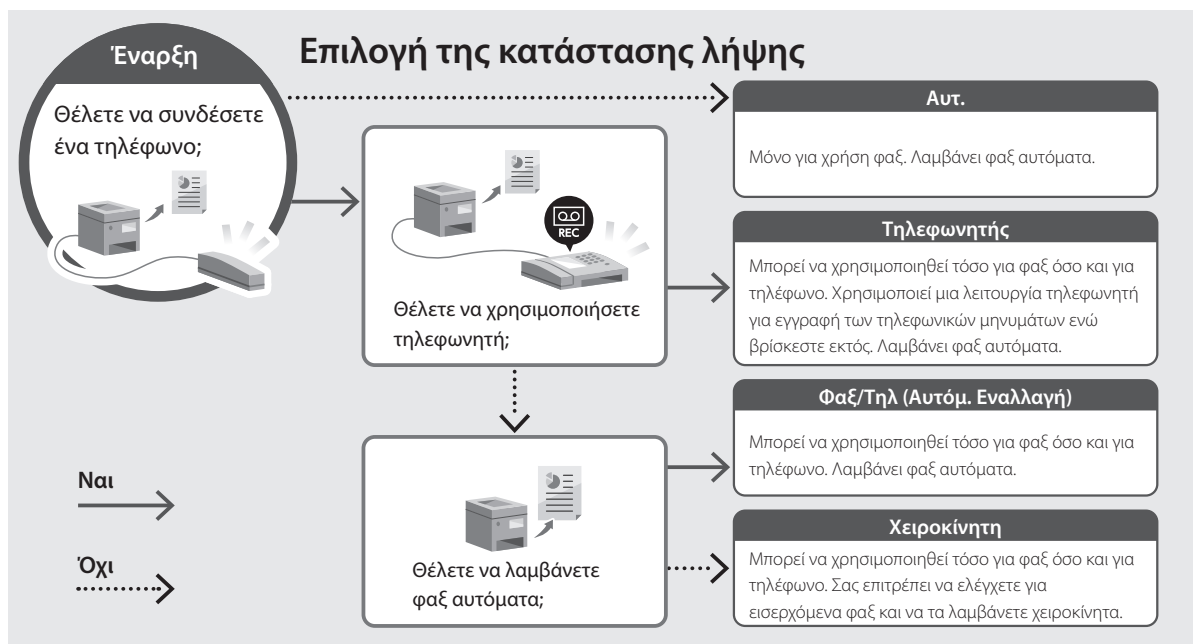 Επιλογή της κατάστασης λήψης
Έναρξη
Θέλετε να συνδέσετε
ένα τηλέφωνο;
REC
Θέλετε να χρησιμοποιήσετε
τηλεφωνητή;
Θέλετε να λαμβάνετε
φαξ αυτόματα;
Ναι
Όχι
Αυτ.
Μόνο για χρήση φαξ. Λαμβάνει φαξ αυτόματα.
Τηλεφωνητής
Μπορεί να χρησιμοποιηθεί τόσο για φαξ όσο και για
τηλέφωνο. Χρησιμοποιεί μια λειτουργία τηλεφωνητή
για εγγραφή των τηλεφωνικών μηνυμάτων ενώ
βρίσκεστε εκτός. Λαμβάνει φαξ αυτόματα.
Φαξ/Τηλ (Αυτόμ. Εναλλαγή)
Μπορεί να χρησιμοποιηθεί τόσο για φαξ όσο και για
τηλέφωνο. Λαμβάνει φαξ αυτόματα.
Χειροκίνητη
Μπορεί να χρησιμοποιηθεί τόσο για φαξ όσο και για
τηλέφωνο. Σας επιτρέπει να ελέγχετε για
εισερχόμενα φαξ και να τα λαμβάνετε χειροκίνητα.